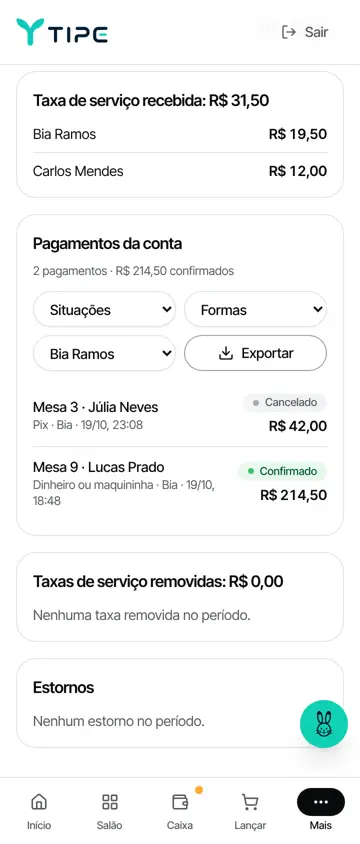 TIPE
Sair
Taxa de serviço recebida: R$ 31,50
Bia Ramos R$ 19,50
Carlos Mendes R$ 12,00
Pagamentos da conta
2 pagamentos · R$ 214,50 confirmados
Situações Formas
Bia Ramos Exportar
Mesa 3 · Júlia Neves Cancelado
Pix · Bia · 19/10, 23:08 R$ 42,00
Mesa 9 · Lucas Prado Confirmado
Dinheiro ou maquininha · Bia · 19/10,
18:48 R$ 214,50
Taxas de serviço removidas: R$ 0,00
Nenhuma taxa removida no período.
Estornos
Nenhum estorno no período.
Início Salão Caixa Lançar Mais